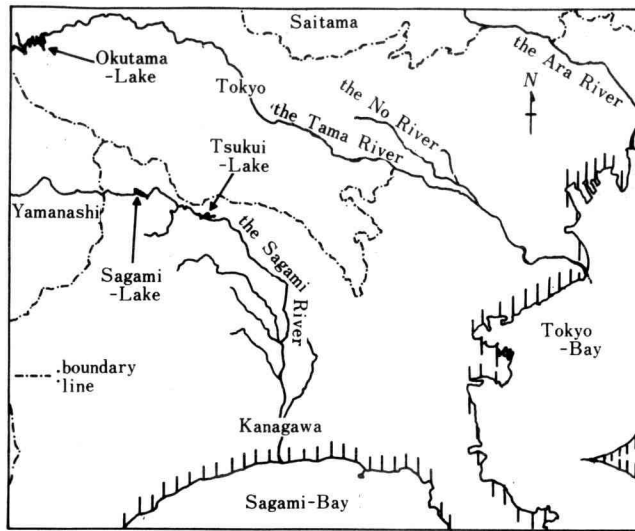 Saitama
Okutama
-Lake
Tokyo
the Ara River
N
the No River
the Tama River
Tsukui
-Lake
Yamanashi
Sagami
-Lake
the Sagami
River
Tokyo
-Bay
boundary
line
Kanagawa
Sagami-Bay